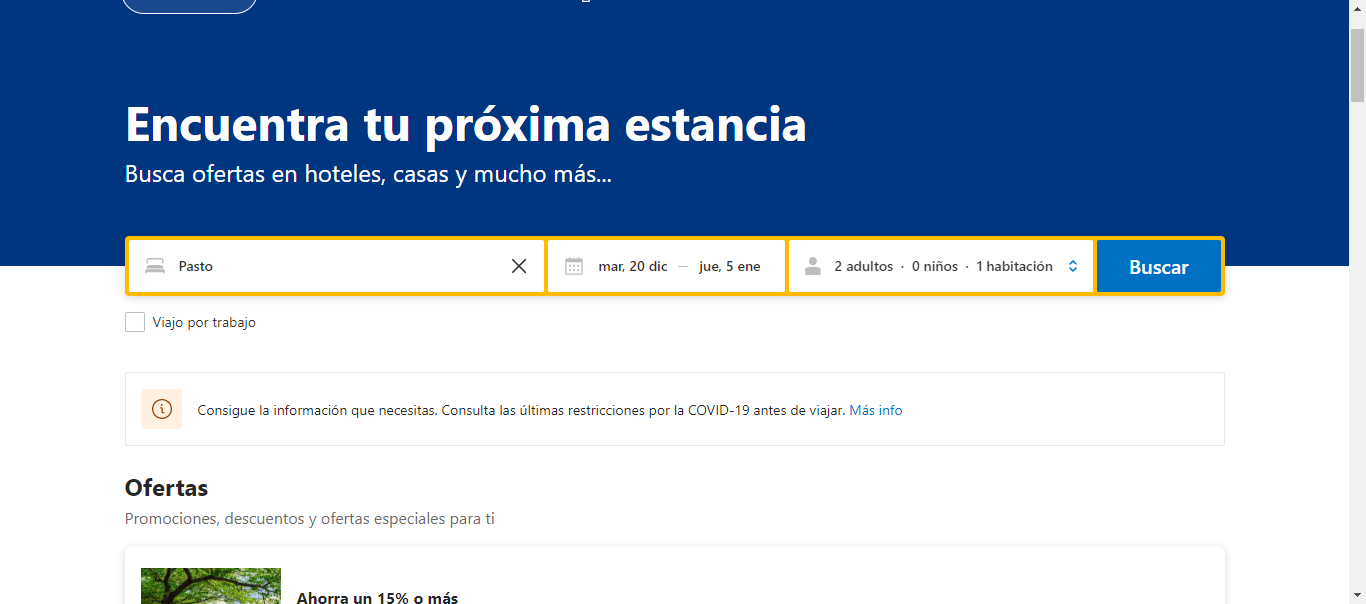 Encuentra tu próxima estancia
Busca ofertas en hoteles, casas y mucho más...
Pasto mar, 20 dic — jue, 5 ene 2 adultos · 0 niños · 1 habitación Buscar
Viajo por trabajo
Consigue la información que necesitas. Consulta las últimas restricciones por la COVID-19 antes de viajar. Más info
Ofertas
Promociones, descuentos y ofertas especiales para ti
Ahorra un 15% o más